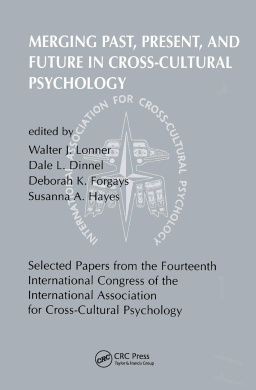 MERGING PAST, PRESENT, AND
FUTURE IN CROSS-CULTURAL
PSYCHOLOGY
INTERNATIONAL ASSOCIATION FOR CROSS-CULTURAL PSYCHOLOGY
edited by
Walter J. Lonner
Dale L. Dinnel
Deborah K. Forgays
Susanna A. Hayes
Selected Papers from the Fourteenth
International Congress of the
International Association
for Cross-Cultural Psychology
CRC Press
Taylor & Francis Group